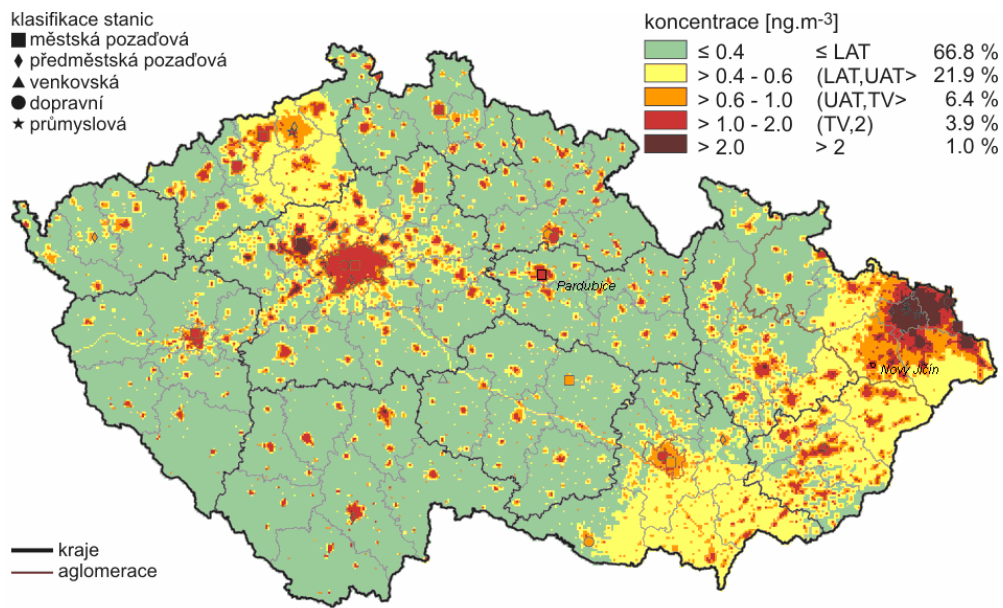 klasifikace stanic
městská pozaďová
předměstská pozaďová
venkovská
dopravní
průmyslová
koncentrace [ng.m-3]
≤ 0.4 ≤ LAT 66.8 %
> 0.4 - 0.6 (LAT,UAT> 21.9 %
> 0.6 - 1.0 (UAT,TV> 6.4 %
> 1.0 - 2.0 (TV,2) 3.9 %
> 2.0 > 2 1.0 %
Pardubice
Nový Jičín
kraje
aglomerace